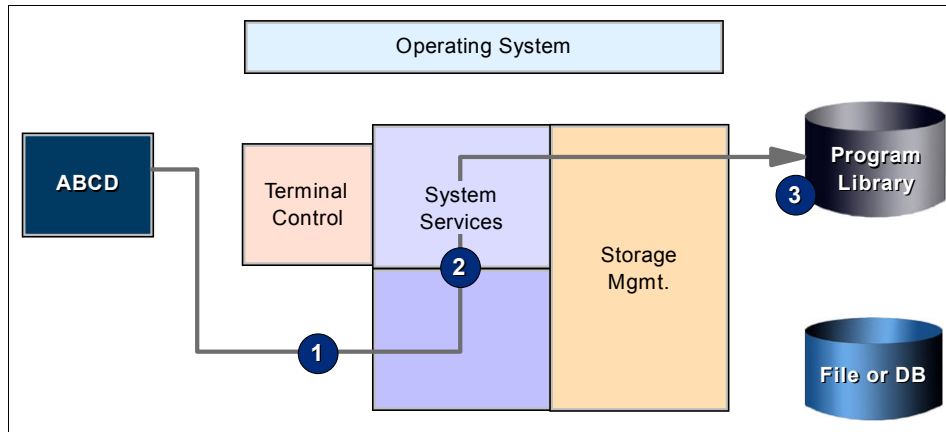 Operating System
ABCD
Terminal
Control
System
Services
Storage
Mgmt.
Program
Library
File or DB
1
2
3